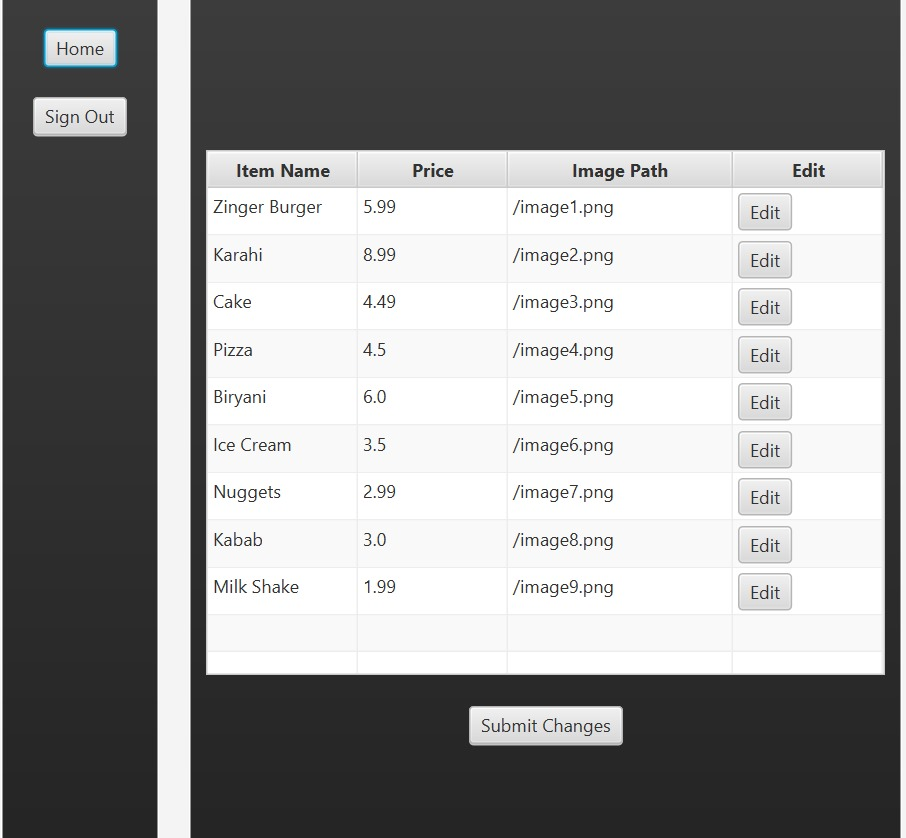 Home
Sign Out
Item Name Price Image Path Edit
Zinger Burger 5.99 /image1.png Edit
Karahi 8.99 /image2.png Edit
Cake 4.49 /image3.png Edit
Pizza 4.5 /image4.png Edit
Biryani 6.0 /image5.png Edit
Ice Cream 3.5 /image6.png Edit
Nuggets 2.99 /image7.png Edit
Kabab 3.0 /image8.png Edit
Milk Shake 1.99 /image9.png Edit
Submit Changes